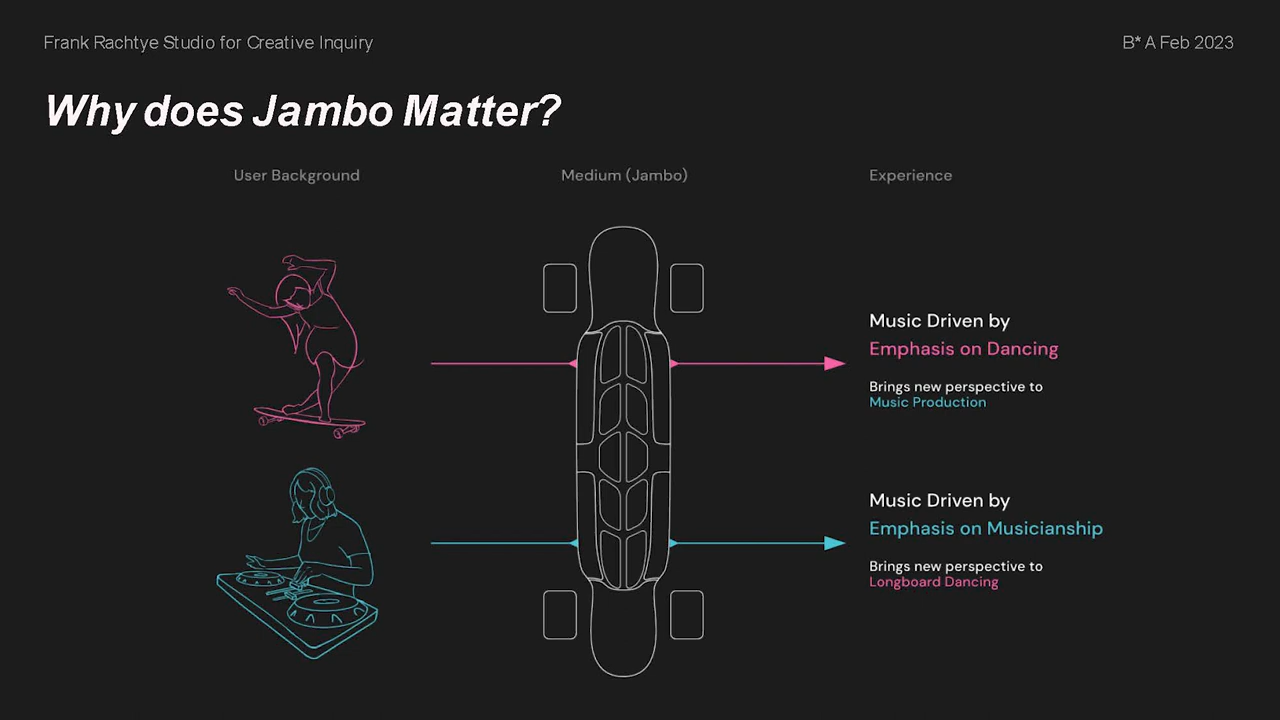 Frank Rachtye Studio for Creative Inquiry
B* A Feb 2023
Why does Jambo Matter?
User Background
Medium (Jambo)
Experience
Music Driven by
Emphasis on Dancing
Brings new perspective to
Music Production
Music Driven by
Emphasis on Musicianship
Brings new perspective to
Longboard Dancing